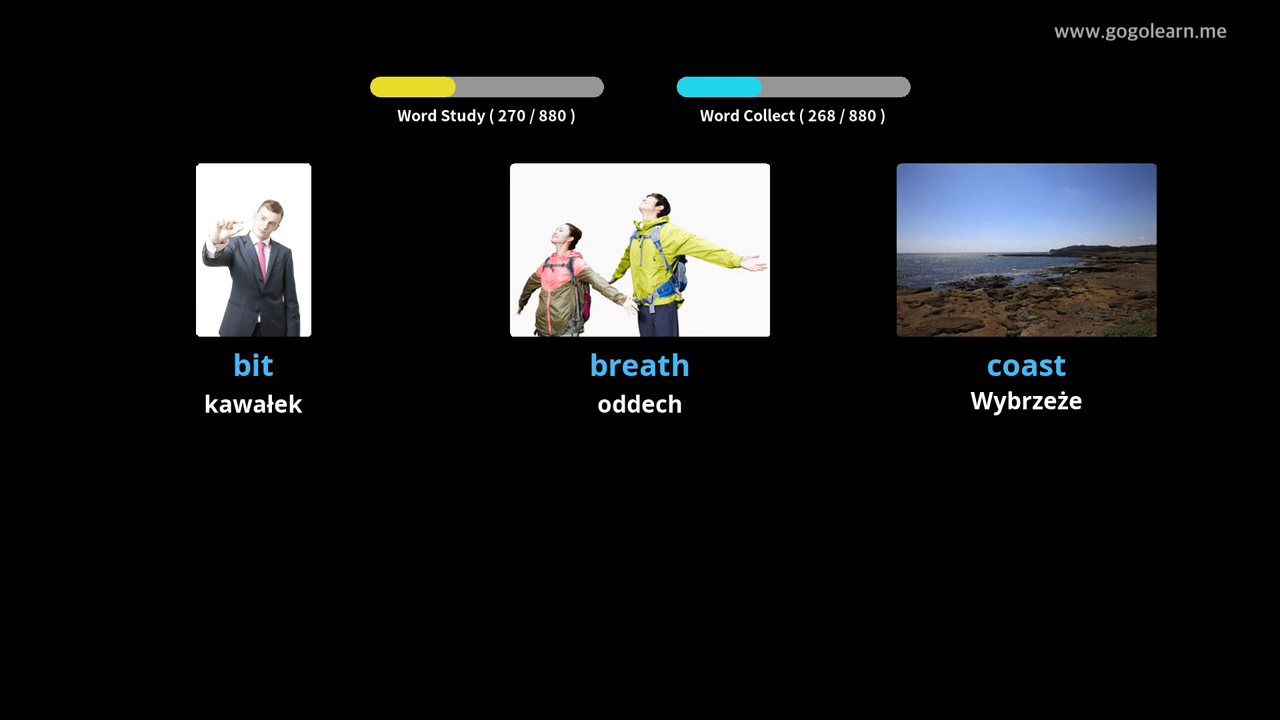 www.gogolearn.me
Word Study ( 270 / 880 )
Word Collect ( 268 / 880 )
bit
kawałek
breath
oddech
coast
Wybrzeże